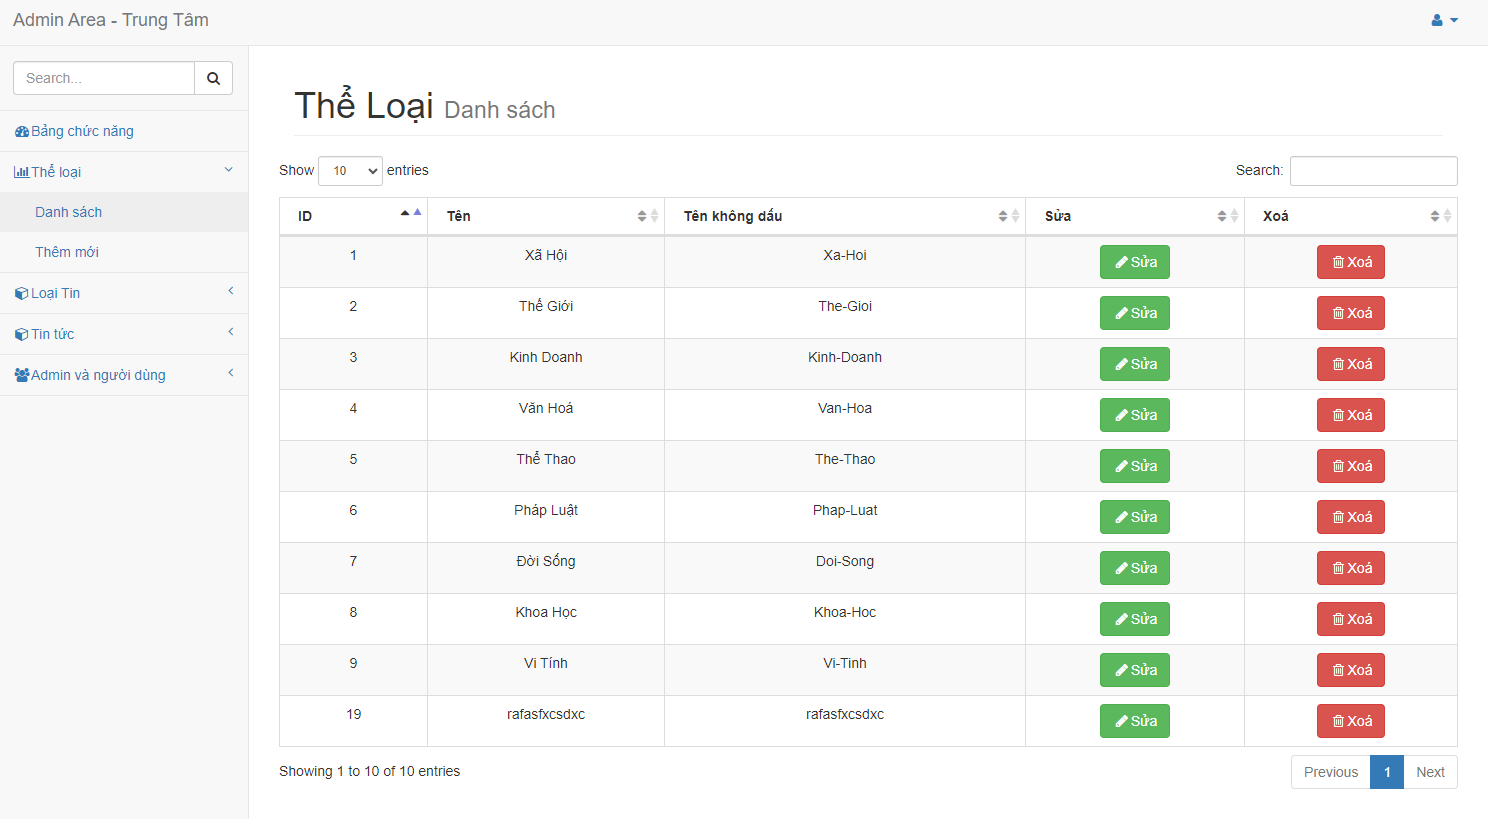 Admin Area - Trung Tâm
Search...
Bảng chức năng
Thể loại
Danh sách
Thêm mới
Loại Tin
Tin tức
Admin và người dùng
Thể Loại Danh sách
Show 10 entries
Search:
ID Tên Tên không dấu Sửa Xoá
1 Xã Hội Xa-Hoi Sửa Xoá
2 Thế Giới The-Gioi Sửa Xoá
3 Kinh Doanh Kinh-Doanh Sửa Xoá
4 Văn Hoá Van-Hoa Sửa Xoá
5 Thể Thao The-Thao Sửa Xoá
6 Pháp Luật Phap-Luat Sửa Xoá
7 Đời Sống Doi-Song Sửa Xoá
8 Khoa Học Khoa-Hoc Sửa Xoá
9 Vi Tính Vi-Tinh Sửa Xoá
19 rafasfxcsdxc rafasfxcsdxc Sửa Xoá
Showing 1 to 10 of 10 entries
Previous 1 Next